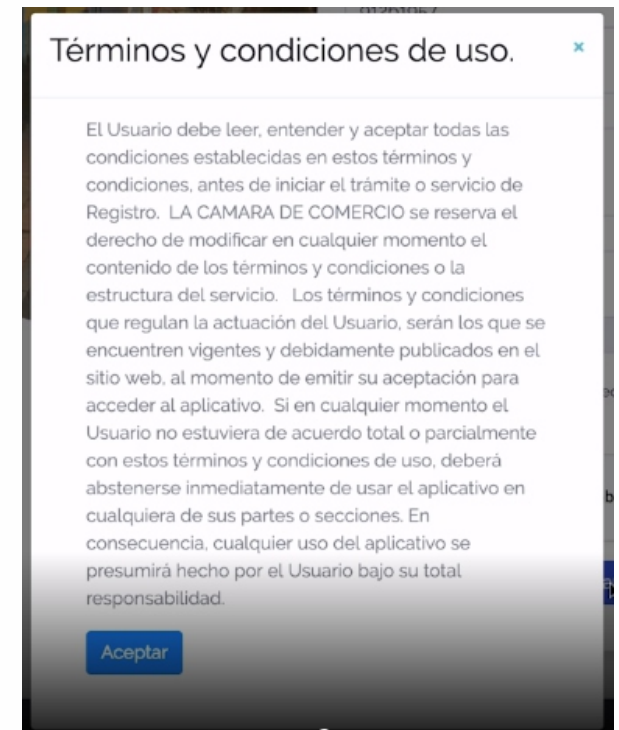 Términos y condiciones de uso.
×
El Usuario debe leer, entender y aceptar todas las
condiciones establecidas en estos términos y
condiciones, antes de iniciar el trámite o servicio de
Registro. LA CAMARA DE COMERCIO se reserva el
derecho de modificar en cualquier momento el
contenido de los términos y condiciones o la
estructura del servicio. Los términos y condiciones
que regulan la actuación del Usuario, serán los que se
encuentren vigentes y debidamente publicados en el
sitio web, al momento de emitir su aceptación para
acceder al aplicativo. Si en cualquier momento el
Usuario no estuviera de acuerdo total o parcialmente
con estos términos y condiciones de uso, deberá
abstenerse inmediatamente de usar el aplicativo en
cualquiera de sus partes o secciones. En
consecuencia, cualquier uso del aplicativo se
presumirá hecho por el Usuario bajo su total
responsabilidad.
Aceptar